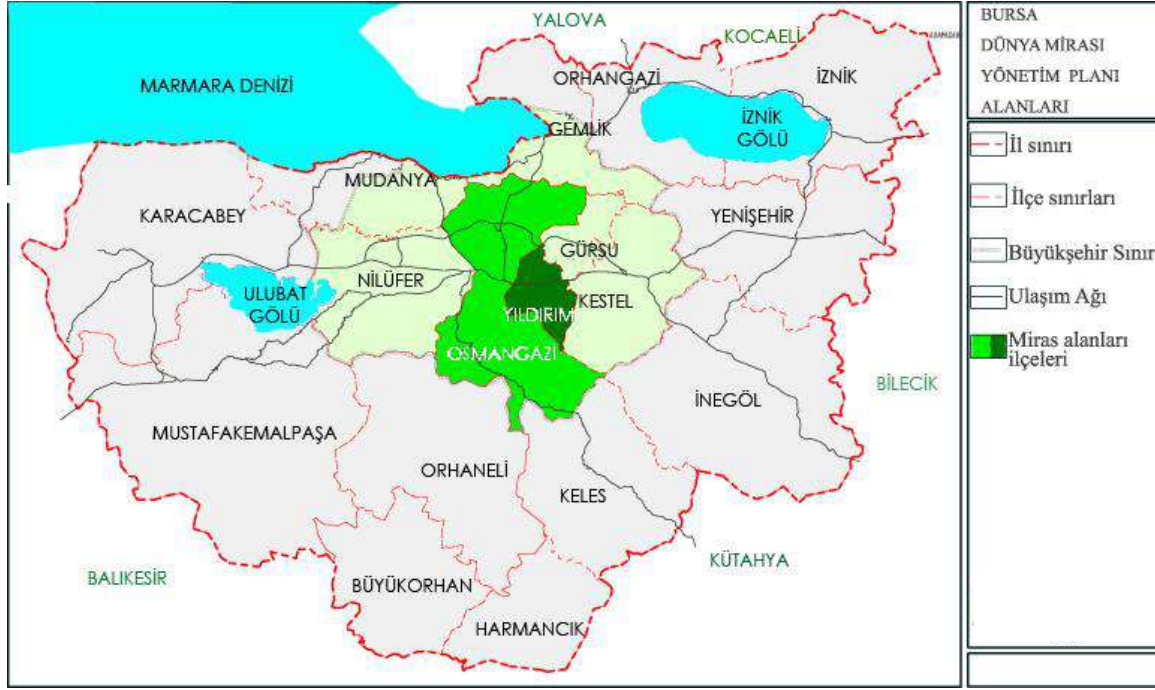 YALOVA
KOCAELİ
MARMARA DENİZİ
ORHANGAZİ
İZNİK
İZNİK
GÖLÜ
GEMLİK
MUDANYA
KARACABEY
YENİŞEHİR
GÜRSU
NİLÜFER
ULUBAT
GÖLÜ
KESTEL
YILDIRIM
OSMANGAZİ
BİLECİK
İNEGÖL
MUSTAFAKEMALPAŞA
ORHANELİ
KELES
KÜTAHYA
BALIKESİR
BÜYÜKORHAN
HARMANCIK
BURSA
DÜNYA MİRASI
YÖNETİM PLANI
ALANLARI
İl sınırı
İlçe sınırları
Büyükşehir Sınır
Ulaşım Ağı
Miras alanları
ilçeleri